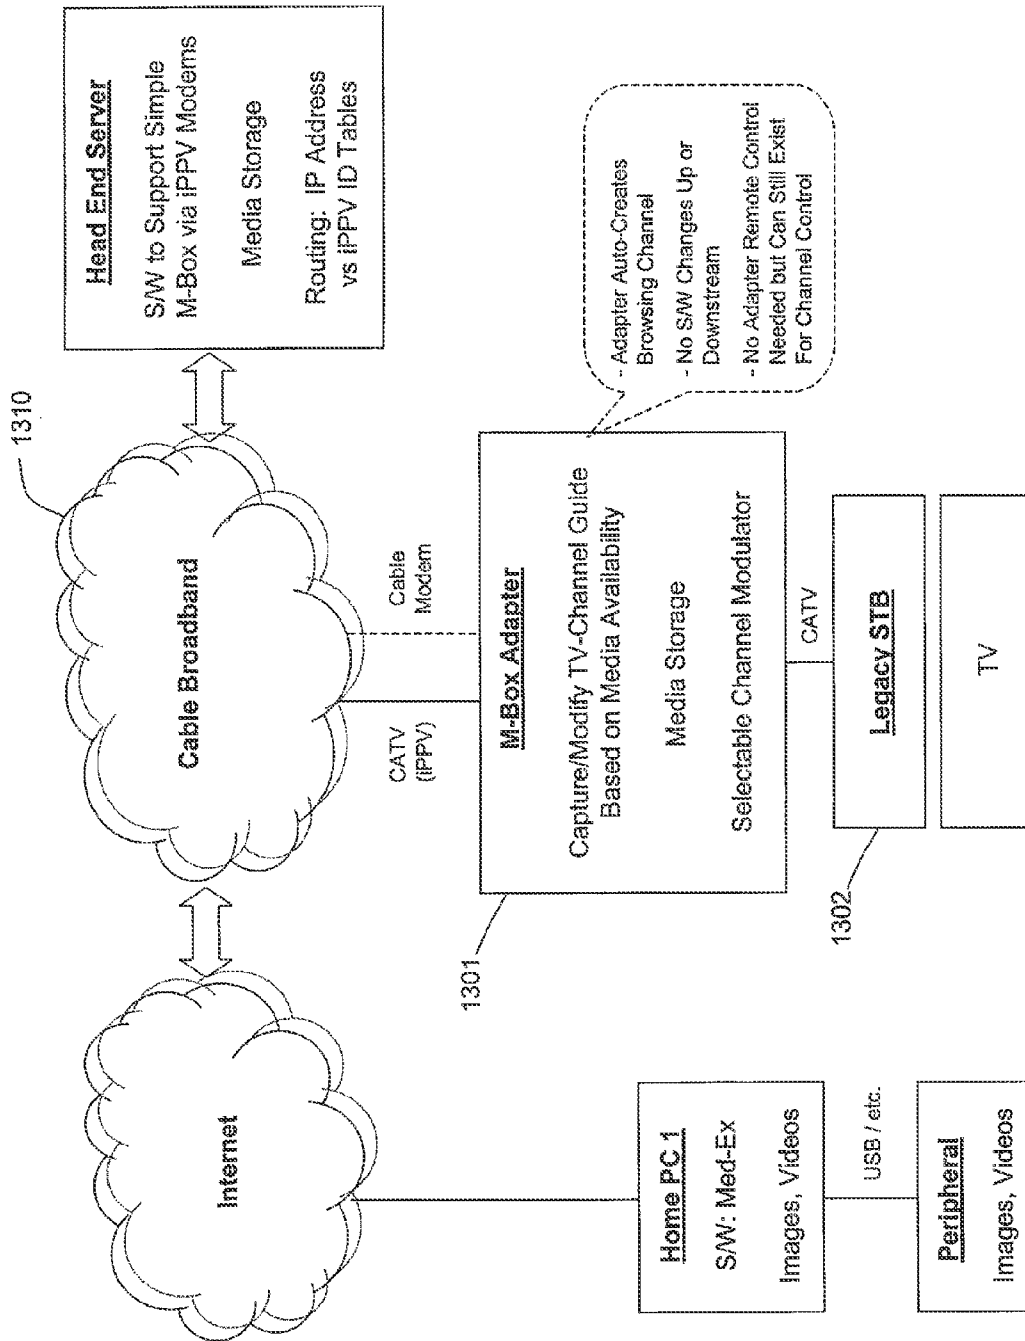 1310
Internet
Cable Broadband
Head End Server
S/W to Support Simple
M-Box via iPPV Modems
Media Storage
Routing: IP Address
vs iPPV ID Tables
CATV
(iPPV)
Cable
Modem
1301
M-Box Adapter
Capture/Modify TV-Channel Guide
Based on Media Availability
Media Storage
Selectable Channel Modulator
- Adapter Auto-Creates
Browsing Channel
- No S/W Changes Up or
Downstream
- No Adapter Remote Control
Needed but Can Still Exist
For Channel Control
Home PC 1
S/W: Med-Ex
Images, Videos
USB / etc.
Peripheral
Images, Videos
CATV
1302
Legacy STB
TV